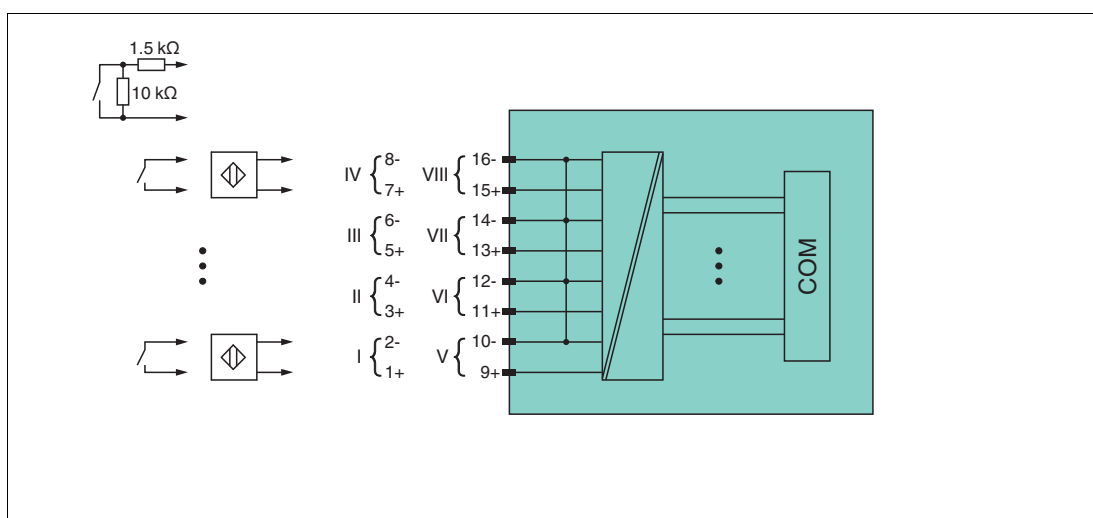 1.5 kΩ
10 kΩ
IV
8-
7+
VIII
16-
15+
III
6-
5+
VII
14-
13+
II
4-
3+
VI
12-
11+
I
2-
1+
V
10-
9+
COM